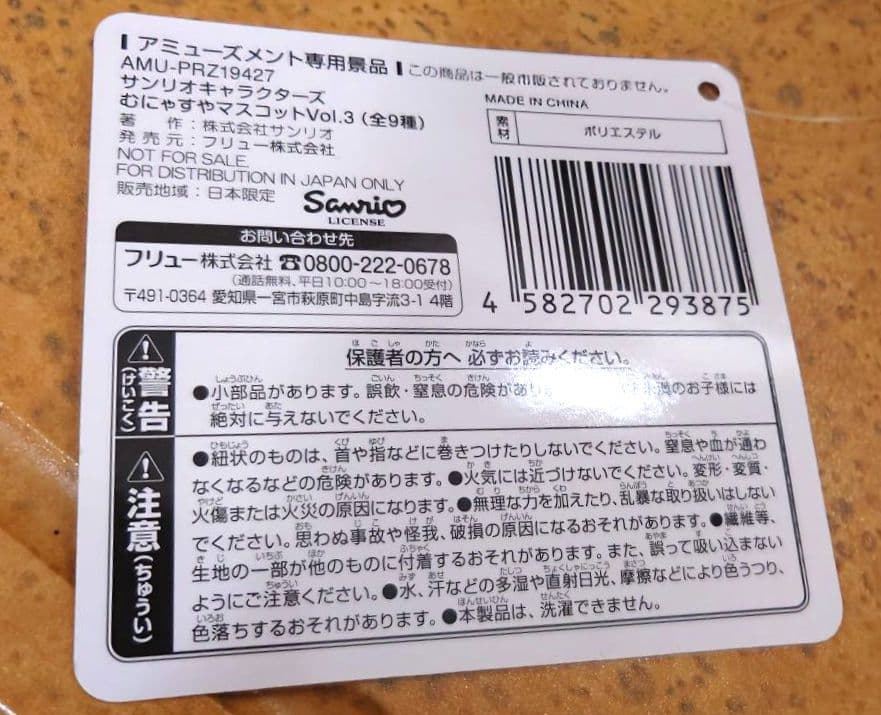 アミューズメント専用景品 この商品は一般市販されておりません。
AMU-PRZ19427
サンリオキャラクターズ
むにゃすやマスコットVol.3（全9種）
著　作：株式会社サンリオ
発売元：フリュー株式会社
NOT FOR SALE.
FOR DISTRIBUTION IN JAPAN ONLY
販売地域：日本限定
Sanrio
LICENSE
お問い合わせ先
フリュー株式会社 ☎0800-222-0678
（通話無料、平日10:00～18:00受付）
〒491-0364 愛知県一宮市萩原町中島字流3-1 4階
MADE IN CHINA
素材 ポリエステル
4 582702 293875
警告
（けいこく）
保護者の方へ 必ずお読みください。
●小部品があります。誤飲・窒息の危険があり のお子様には
絶対に与えないでください。
注意（ちゅうい）
●紐状のものは、首や指などに巻きつけたりしないでください。窒息や血が通わ
なくなるなどの危険があります。●火気には近づけないでください。変形・変質・
火傷または火災の原因になります。●無理な力を加えたり、乱暴な取り扱いはしない
でください。思わぬ事故や怪我、破損の原因になるおそれがあります。●繊維等、
生地の一部が他のものに付着するおそれがあります。また、誤って吸い込まない
ようにご注意ください。●水、汗などの多湿や直射日光、摩擦などにより色うつり、
色落ちするおそれがあります。●本製品は、洗濯できません。